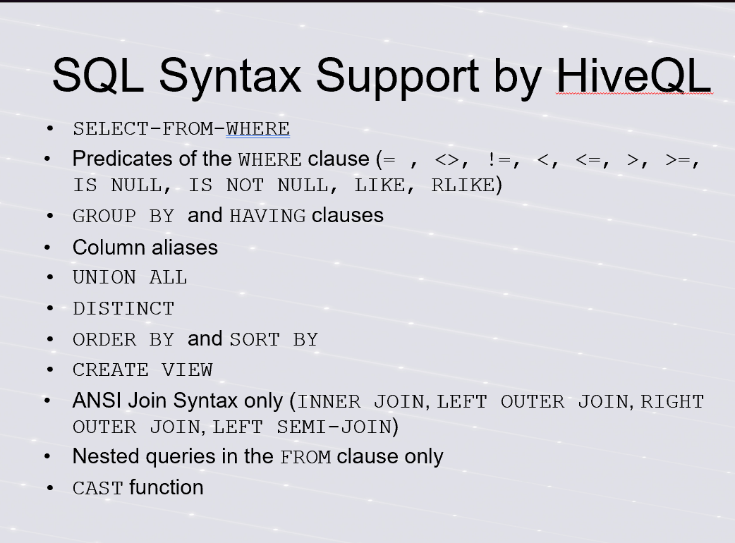 SQL Syntax Support by HiveQL
• SELECT-FROM-WHERE
• Predicates of the WHERE clause (= , <>, !=, <, <=, >, >=,
IS NULL, IS NOT NULL, LIKE, RLIKE)
• GROUP BY and HAVING clauses
• Column aliases
• UNION ALL
• DISTINCT
• ORDER BY and SORT BY
• CREATE VIEW
• ANSI Join Syntax only (INNER JOIN, LEFT OUTER JOIN, RIGHT
OUTER JOIN, LEFT SEMI-JOIN)
• Nested queries in the FROM clause only
• CAST function